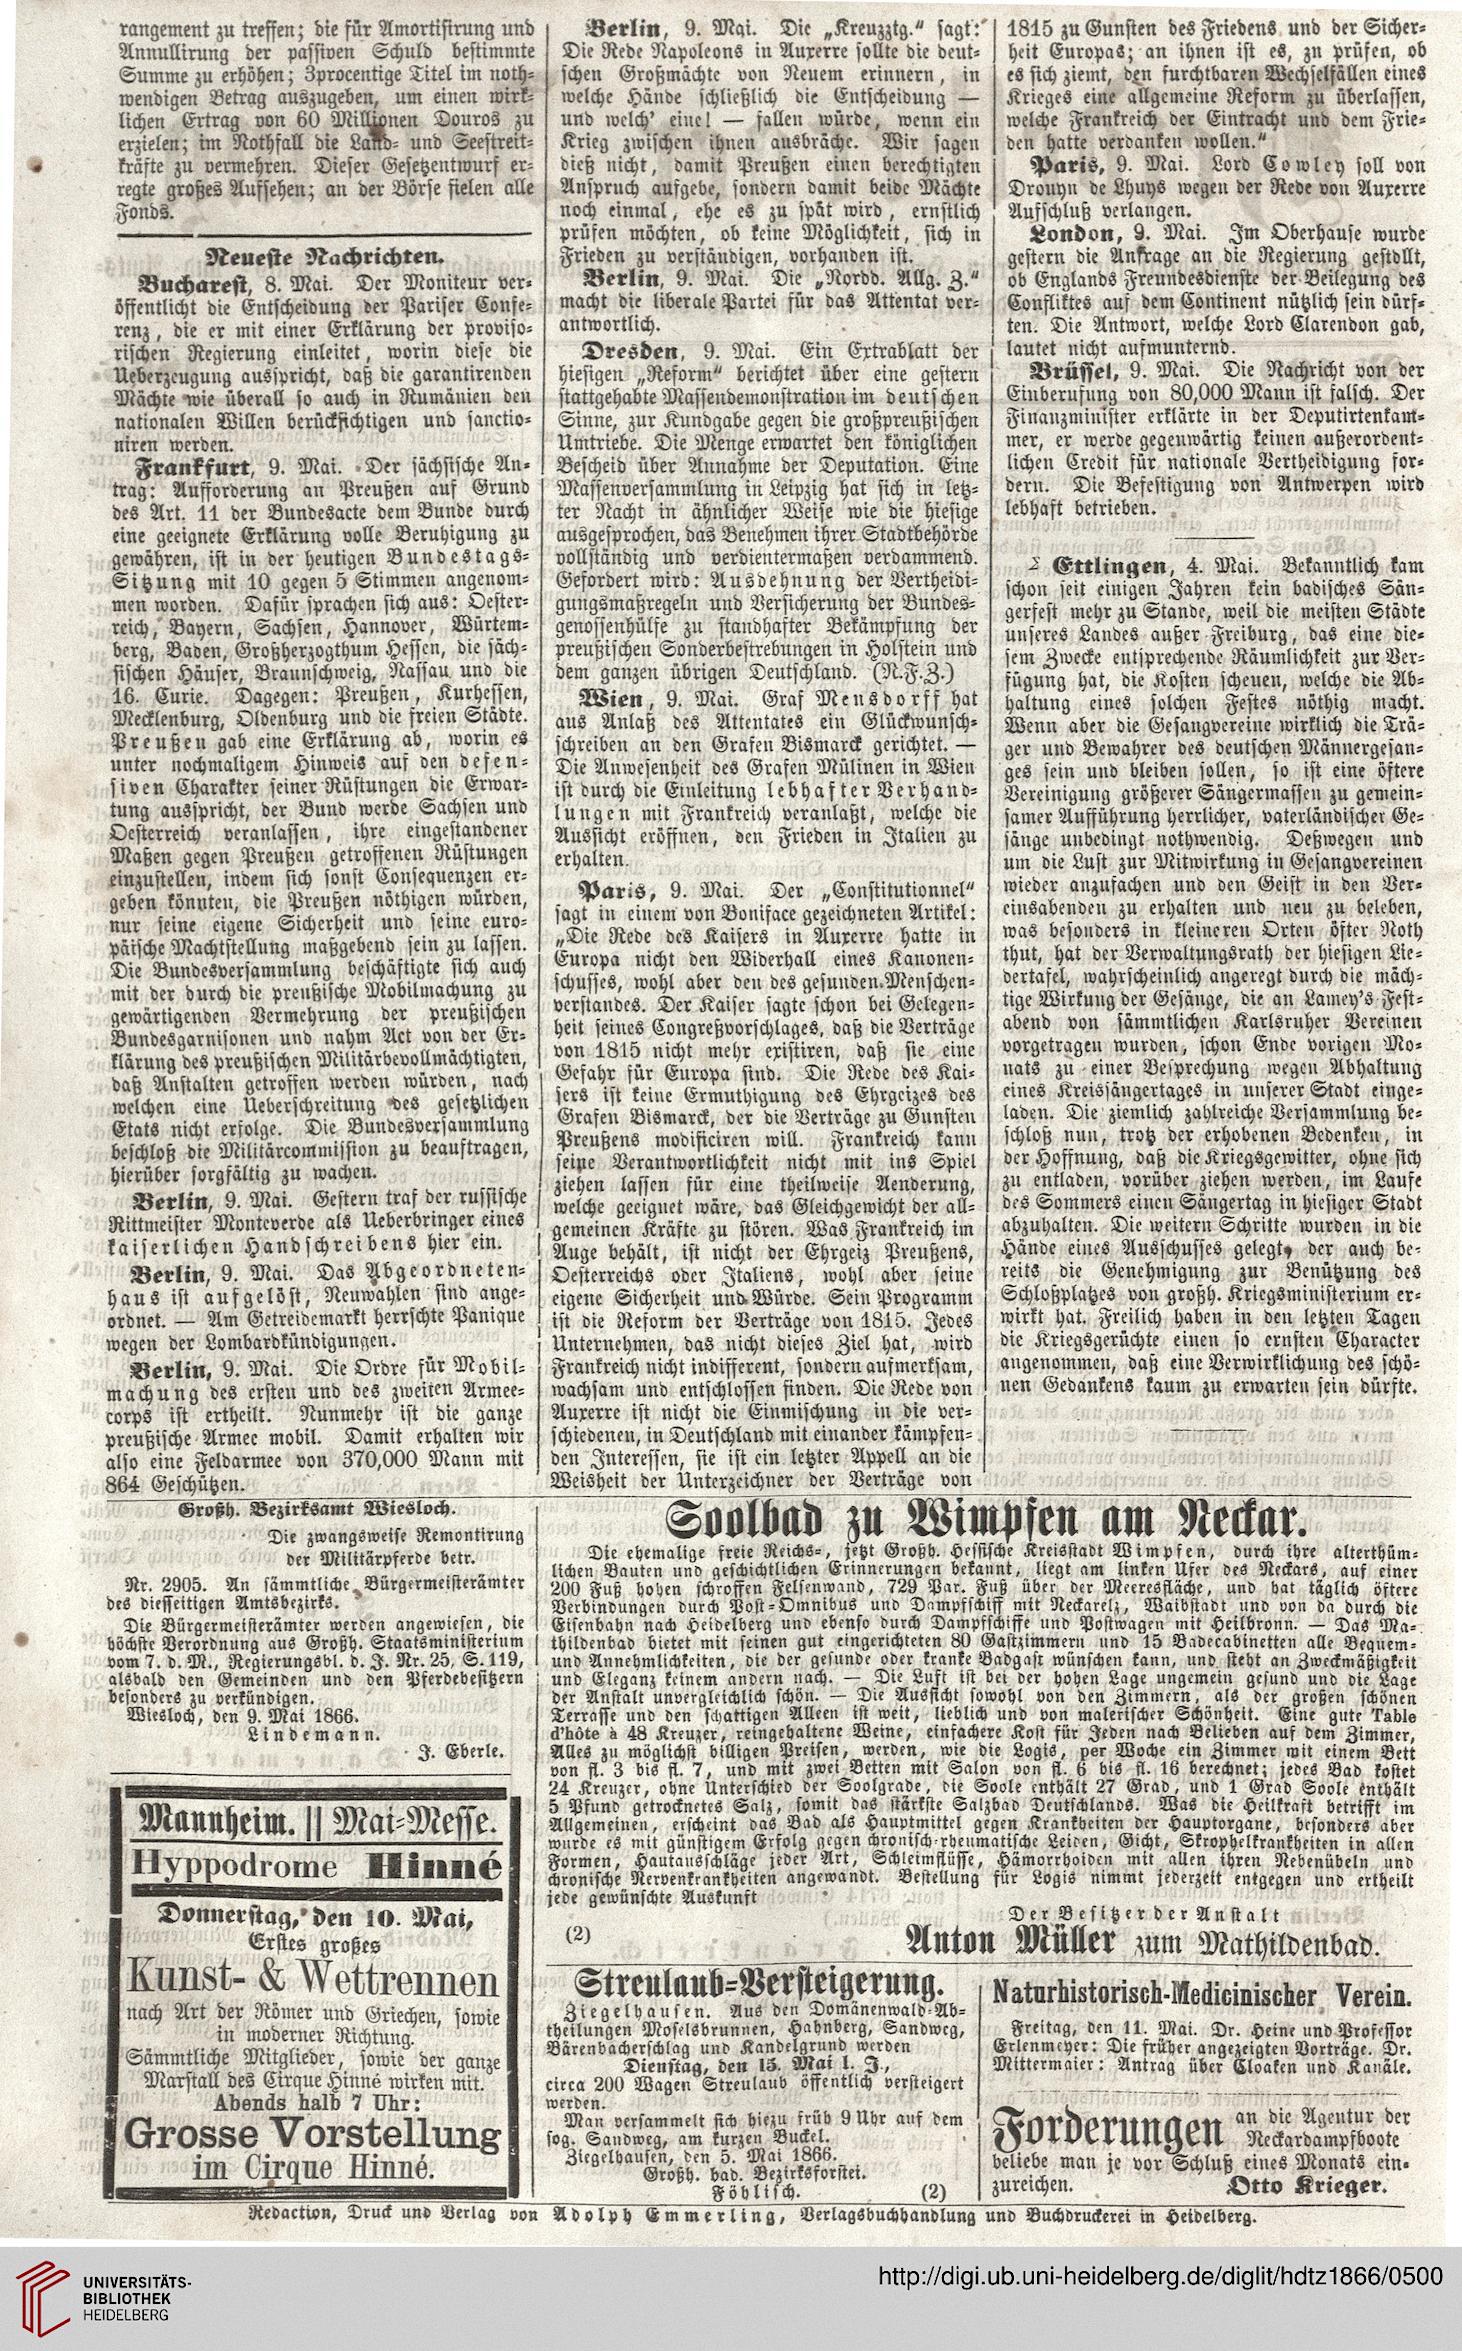 rangement zu treffen; die für Amortisirung und
Annullirung der passiven Schuld bestimmte
Summe zu erhöhen; 3procentige Titel im noth-
wendigen Betrag auszugeben, um einen wirk-
lichen Ertrag von 60 Millionen Douros zu
erzielen; im Nothfall die Land- und Seestreit-
kräfte zu vermehren. Dieser Gesetzentwurf er-
regte großes Aufsehen; an der Börse fielen alle
Fonds.
Neueste Nachrichten.
Bucharest, 8. Mai. Der Moniteur ver-
öffentlicht die Entscheidung der Pariser Confe-
renz, die er mit einer Erklärung der proviso-
rischen Regierung einleitet, worin diese die
Ueberzeugung ausspricht, daß die garantirenden
Mächte wie überall so auch in Rumänien den
nationalen Willen berücksichtigen und sanctio-
niren werden.
Frankfurt, 9. Mai. Der sächsische An-
trag: Aufforderung an Preußen auf Grund
des Art. 11 der Bundesacte dem Bunde durch
eine geeignete Erklärung volle Beruhigung zu
gewähren, ist in der heutigen Bundestags-
Sitzung mit 10 gegen 5 Stimmen angenom-
men worden. Dafür sprachen sich aus: Oester-
reich, Bayern, Sachsen, Hannover, Würtem-
berg, Baden, Großherzogthum Hessen, die säch-
sischen Häuser, Braunschweig, Nassau und die
16. Curie. Dagegen: Preußen, Kurhessen,
Mecklenburg, Oldenburg und die freien Städte.
Preußen gab eine Erklärung ab, worin es
unter nochmaligem Hinweis auf den defen-
siven Charakter seiner Rüstungen die Erwar-
tung ausspricht, der Bund werde Sachsen und
Oesterreich veranlassen, ihre eingestandener
Maßen gegen Preußen getroffenen Rüstungen
einzustellen, indem sich sonst Consequenzen er-
geben könnten, die Preußen nöthigen würden,
nur seine eigene Sicherheit und seine euro-
päische Machtstellung maßgebend sein zu lassen.
Die Bundesversammlung beschäftigte sich auch
mit der durch die preußische Mobilmachung zu
gewärtigenden Vermehrung der preußischen
Bundesgarnisonen und nahm Act von der Er-
klärung des preußischen Militärbevollmächtigten,
daß Anstalten getroffen werden würden, nach
welchen eine Ueberschreitung des gesetzlichen
Etats nicht erfolge. Die Bundesversammlung
beschloß die Militärcommission zu beauftragen,
hierüber sorgfältig zu wachen.
Berlin, 9. Mai. Gestern traf der russische
Rittmeister Monteverde als Ueberbringer eines
kaiserlichen Handschreibens hier ein.
Berlin, 9. Mai. Das Abgeordneten-
haus ist aufgelöst, Neuwahlen sind ange-
ordnet. — Am Getreidemarkt herrschte Panique
wegen der Lombardkündigungen.
Berlin, 9. Mai. Die Ordre für Mobil-
machung des ersten und des zweiten Armee-
corps ist ertheilt. Nunmehr ist die ganze
preußische Armee mobil. Damit erhalten wir
also eine Feldarmee von 370,000 Mann mit
864 Geschützen.
Berlin, 9. Mai. Die „Kreuzztg.“ sagt:
Die Rede Napoleons in Auxerre sollte die deut-
schen Großmächte von Neuem erinnern, in
welche Hände schließlich die Entscheidung —
und welch' eine! — fallen würde, wenn ein
Krieg zwischen ihnen ausbräche. Wir sagen
dieß nicht, damit Preußen einen berechtigten
Anspruch aufgebe, sondern damit beide Mächte
noch einmal, ehe es zu spät wird, ernstlich
prüfen möchten, ob keine Möglichkeit, sich in
Frieden zu verständigen, vorhanden ist.
Berlin, 9. Mai. Die „Nordd. Allg. Z.“
macht die liberale Partei für das Attentat ver-
antwortlich.
Dresden, 9. Mai. Ein Extrablatt der
hiesigen „Reform“ berichtet über eine gestern
stattgehabte Massendemonstration im deutschen
Sinne, zur Kundgabe gegen die großpreußischen
Umtriebe. Die Menge erwartet den königlichen
Bescheid über Annahme der Deputation. Eine
Massenversammlung in Leipzig hat sich in letz-
ter Nacht in ähnlicher Weise wie die hiesige
ausgesprochen, das Benehmen ihrer Stadtbehörde
vollständig und verdientermaßen verdammend.
Gefordert wird: Ausdehnung der Vertheidi-
gungsmaßregeln und Versicherung der Bundes-
genossenhülfe zu standhafter Bekämpfung der
preußischen Sonderbestrebungen in Holstein und
dem ganzen übrigen Deutschland. (N.F.Z.)
Wien, 9. Mai. Graf Mensdorff hat
aus Anlaß des Attentates ein Glückwunsch-
schreiben an den Grafen Bismarck gerichtet. —
Die Anwesenheit des Grafen Mülinen in Wien
ist durch die Einleitung lebhafter Verhand-
lungen mit Frankreich veranlaßt, welche die
Aussicht eröffnen, den Frieden in Italien zu
erhalten.
Paris, 9. Mai. Der „Constitutionnel“
sagt in einem von Boniface gezeichneten Artikel:
„Die Rede des Kaisers in Auxerre hatte in
Europa nicht den Widerhall eines Kanonen-
schusses, wohl aber den des gesunden Menschen-
verstandes. Der Kaiser sagte schon bei Gelegen-
heit seines Congreßvorschlages, daß die Verträge
von 1815 nicht mehr existiren, daß sie eine
Gefahr für Europa sind. Die Rede des Kai-
sers ist keine Ermuthigung des Ehrgeizes des
Grafen Bismarck, der die Verträge zu Gunsten
Preußens modificiren will. Frankreich kann
seine Verantwortlichkeit nicht mit ins Spiel
ziehen lassen für eine theilweise Aenderung,
welche geeignet wäre, das Gleichgewicht der all-
gemeinen Kräfte zu stören. Was Frankreich im
Auge behält, ist nicht der Ehrgeiz Preußens,
Oesterreichs oder Italiens, wohl aber seine
eigene Sicherheit und Würde. Sein Programm
ist die Reform der Verträge von 1815. Jedes
Unternehmen, das nicht dieses Ziel hat, wird
Frankreich nicht indifferent, sondern aufmerksam,
wachsam und entschlossen finden. Die Rede von
Auxerre ist nicht die Einmischung in die ver-
schiedenen, in Deutschland mit einander kämpfen-
den Interessen, sie ist ein letzter Appell an die
Weisheit der Unterzeichner der Verträge von
1815 zu Gunsten des Friedens und der Sicher-
heit Europas; an ihnen ist es, zu prüfen, ob
es sich ziemt, den furchtbaren Wechselfällen eines
Krieges eine allgemeine Reform zu überlassen,
welche Frankreich der Eintracht und dem Frie-
den hatte verdanken wollen.“
Paris, 9. Mai. Lord Cowley soll von
Drouyn de Lhuys wegen der Rede von Auxerre
Aufschluß verlangen.
London, 9. Mai. Im Oberhause wurde
gestern die Anfrage an die Regierung gestellt,
ob Englands Freundesdienste der Beilegung des
Confliktes auf dem Continent nützlich sein dürf-
ten. Die Antwort, welche Lord Clarendon gab,
lautet nicht aufmunternd.
Brüssel, 9. Mai. Die Nachricht von der
Einberufung von 80,000 Mann ist falsch. Der
Finanzminister erklärte in der Deputirtenkam-
mer, er werde gegenwärtig keinen außerordent-
lichen Credit für nationale Vertheidigung for-
dern. Die Befestigung von Antwerpen wird
lebhaft betrieben.
Ettlingen, 4. Mai. Bekanntlich kam
schon seit einigen Jahren kein badisches Sän-
gerfest mehr zu Stande, weil die meisten Städte
unseres Landes außer Freiburg, das eine die-
sem Zwecke entsprechende Räumlichkeit zur Ver-
fügung hat, die Kosten scheuen, welche die Ab-
haltung eines solchen Festes nöthig macht.
Wenn aber die Gesangvereine wirklich die Trä-
ger und Bewahrer des deutschen Männergesan-
ges sein und bleiben sollen, so ist eine öftere
Vereinigung größerer Sängermassen zu gemein-
samer Aufführung herrlicher, vaterländischer Ge-
sänge unbedingt nothwendig. Deßwegen und
um die Lust zur Mitwirkung in Gesangvereinen
wieder anzufachen und den Geist in den Ver-
einsabenden zu erhalten und neu zu beleben,
was besonders in kleineren Orten öfter Noth
thut, hat der Verwaltungsrath der hiesigen Lie-
dertafel, wahrscheinlich angeregt durch die mäch-
tige Wirkung der Gesänge, die an Lamey's Fest-
abend von sämmtlichen Karlsruher Vereinen
vorgetragen wurden, schon Ende vorigen Mo-
nats zu einer Besprechung wegen Abhaltung
eines Kreissängertages in unserer Stadt einge-
laden. Die ziemlich zahlreiche Versammlung be-
schloß nun, trotz der erhobenen Bedenken, in
der Hoffnung, daß die Kriegsgewitter, ohne sich
zu entladen, vorüber ziehen werden, im Laufe
des Sommers einen Sängertag in hiesiger Stadt
abzuhalten. Die weitern Schritte wurden in die
Hände eines Ausschusses gelegt, der auch be-
reits die Genehmigung zur Benützung des
Schloßplatzes von großh. Kriegsministerium er-
wirkt hat. Freilich haben in den letzten Tagen
die Kriegsgerüchte einen so ernsten Character
angenommen, daß eine Verwirklichung des schö-
nen Gedankens kaum zu erwarten sein dürfte.
Großh. Bezirksamt Wiesloch.
Die zwangsweise Remontirung
der Militärpferde betr.
Nr. 2905. An sämmtliche Bürgermeisterämter
des diesseitigen Amtsbezirks.
Die Bürgermeisterämter werden angewiesen, die
höchste Verordnung aus Großh. Staatsministerium
vom 7. d. M., Regierungsbl. d. J. Nr. 25, S. 119,
alsbald den Gemeinden und den Pferdebesitzern
besonders zu verkündigen.
Wiesloch, den 9. Mai 1866.
Lindemann.
J. Eberle.
Mannheim. || Mai-Messe.
Hyppodrome Hinné
Donnerstag, den 10. Mai,
Erstes großes
Kunst- & Wettrennen
nach Art der Römer und Griechen, sowie
in moderner Richtung.
Sämmtliche Mitglieder, sowie der ganze
Marstall des Cirque Hinné wirken mit.
Abends halb 7 Uhr:
Grosse Vorstellung
im Cirque Hinné.
Soolbad zu Wimpfen am Neckar.
Die ehemalige freie Reichs-, jetzt Großh. Hessische Kreisstadt Wimpfen, durch ihre alterthüm-
lichen Bauten und geschichtlichen Erinnerungen bekannt, liegt am linken Ufer des Neckars, auf einer
200 Fuß hohen schroffen Felsenwand, 729 Par. Fuß über der Meeresfläche, und hat täglich öftere
Verbindungen durch Post-Omnibus und Dampfschiff mit Neckarelz, Waibstadt und von da durch die
Eisenbahn nach Heidelberg und ebenso durch Dampfschiffe und Postwagen mit Heilbronn. — Das Ma-
thildenbad bietet mit seinen gut eingerichteten 80 Gastzimmern und 15 Badecabinetten alle Bequem-
und Annehmlichkeiten, die der gesunde oder kranke Badgast wünschen kann, und steht an Zweckmäßigkeit
und Eleganz keinem andern nach. — Die Luft ist bei der hohen Lage ungemein gesund und die Lage
der Anstalt unvergleichlich schön. — Die Aussicht sowohl von den Zimmern, als der großen schönen
Terrasse und den schattigen Alleen ist weit, lieblich und von malerischer Schönheit. Eine gute Table
d'hôte à 48 Kreuzer, reingehaltene Weine, einfachere Kost für Jeden nach Belieben auf dem Zimmer,
Alles zu möglichst billigen Preisen, werden, wie die Logis, per Woche ein Zimmer mit einem Bett
von fl. 3 bis fl. 7, und mit zwei Betten mit Salon von fl. 6 bis fl. 16 berechnet; jedes Bad kostet
24 Kreuzer, ohne Unterschied der Soolgrade, die Soole enthält 27 Grad, und 1 Grad Soole enthält
5 Pfund getrocknetes Salz, somit das stärkste Salzbad Deutschlands. Was die Heilkraft betrifft im
Allgemeinen, erscheint das Bad als Hauptmittel gegen Krankheiten der Hauptorgane, besonders aber
wurde es mit günstigem Erfolg gegen chronisch-rheumatische Leiden, Gicht, Skrophelkrankheiten in allen
Formen, Hautausschläge jeder Art, Schleimflüsse, Hämorrhoiden mit allen ihren Nebenübeln und
chronische Nervenkrankheiten angewandt. Bestellung für Logis nimmt jederzeit entgegen und ertheilt
jede gewünschte Auskunft
Der Besitzer der Anstalt
(2) Anton Müller zum Mathildenbad.
Streulaub-Versteigerung.
Ziegelhausen. Aus den Domänenwald-Ab-
theilungen Moselsbrunnen, Hahnberg, Sandweg,
Bärenbacherschlag und Kandelgrund werden
Dienstag, den 15. Mai l. J.,
circa 200 Wagen Streulaub öffentlich versteigert
werden.
Man versammelt sich hiezu früh 9 Uhr auf dem
sog. Sandweg, am kurzen Buckel.
Ziegelhausen, den 5. Mai 1866.
Großh. bad. Bezirksforstei.
Föhlisch. (2)
Naturhistorisch-Medicinischer Verein.
Freitag, den 11. Mai. Dr. Heine und Professor
Erlenmeyer: Die früher angezeigten Vorträge. Dr.
Mittermaier: Antrag über Cloaken und Kanäle.
Forderungen an die Agentur der
Neckardampfboote
beliebe man je vor Schluß eines Monats ein-
zureichen. Otto Krieger.
Redaction, Druck und Verlag von Adolph Emmerling, Verlagsbuchhandlung und Buchdruckerei in Heidelberg.
UNIVERSITÄTS-
BIBLIOTHEK
HEIDELBERG
http://digi.ub.uni-heidelberg.de/diglit/hdtz1866/0500